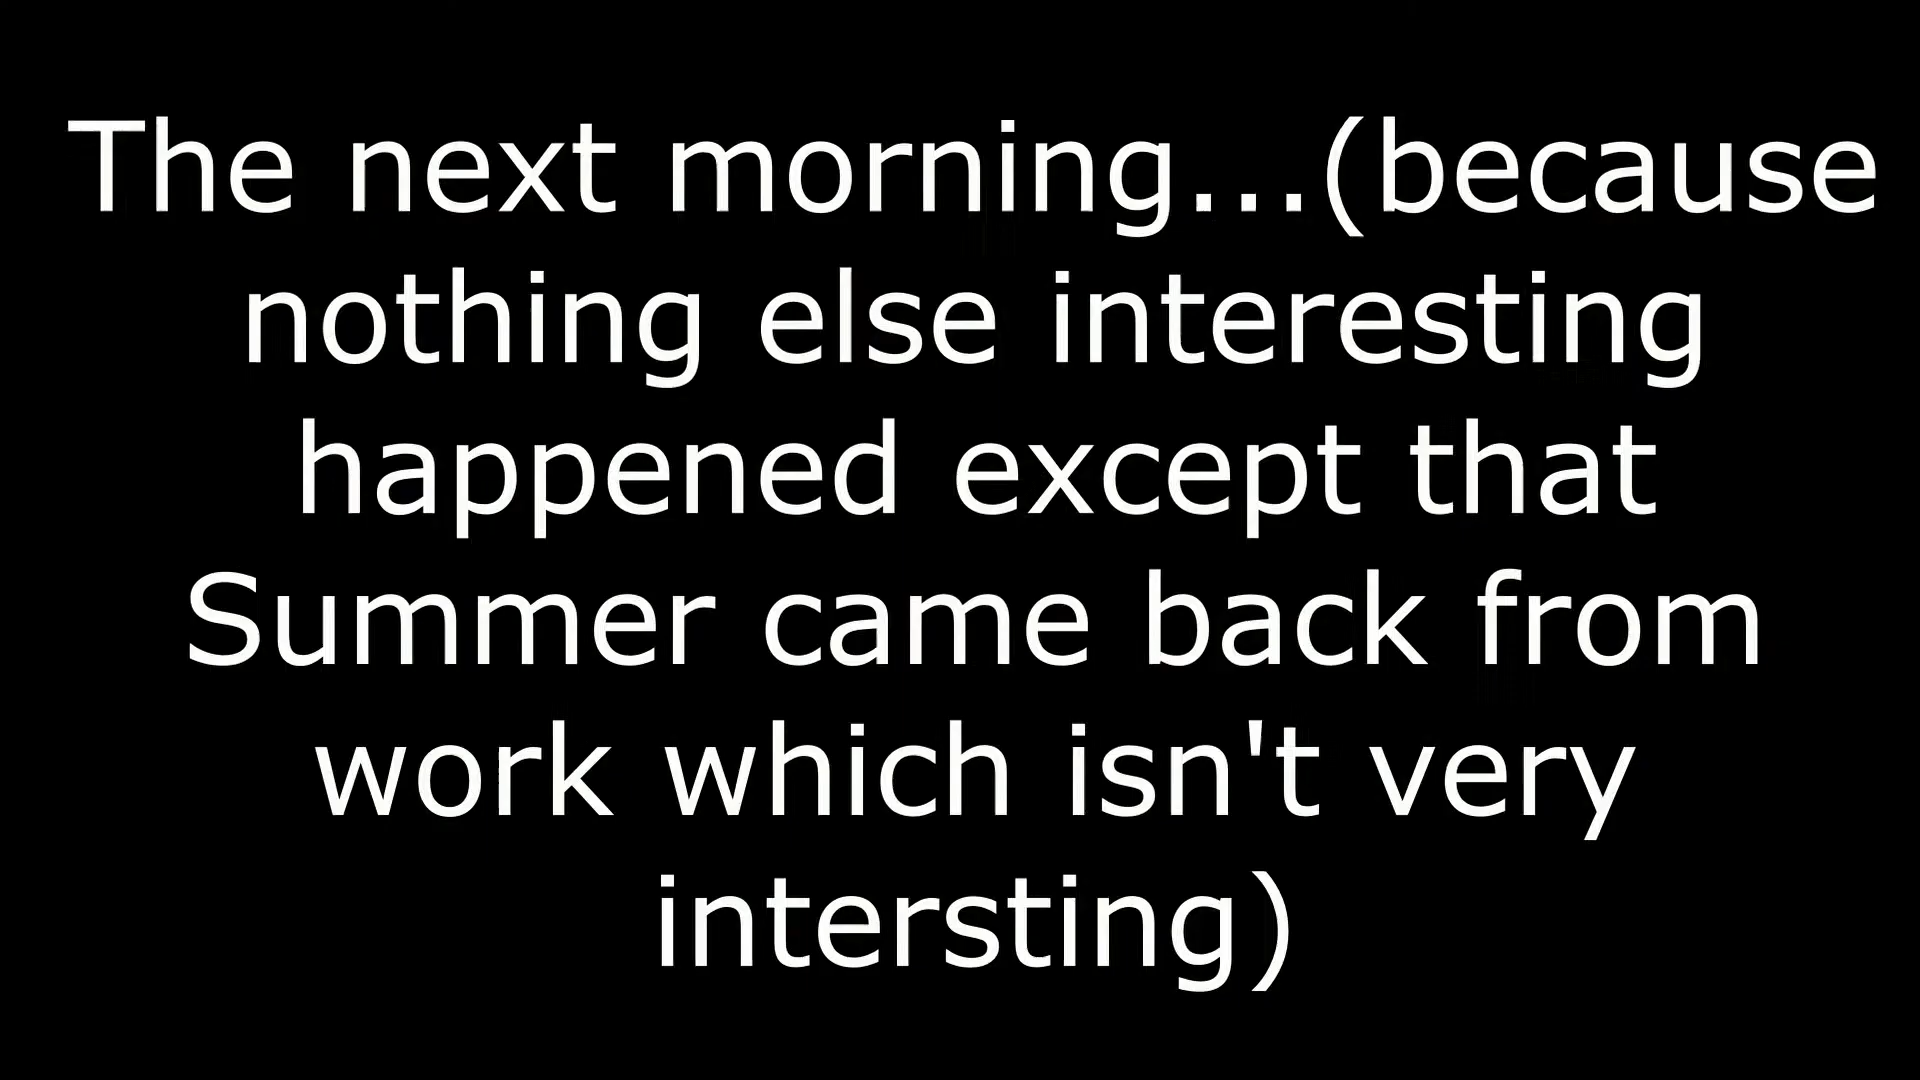 The next morning...(because
nothing else interesting
happened except that
Summer came back from
work which isn't very
intersting)